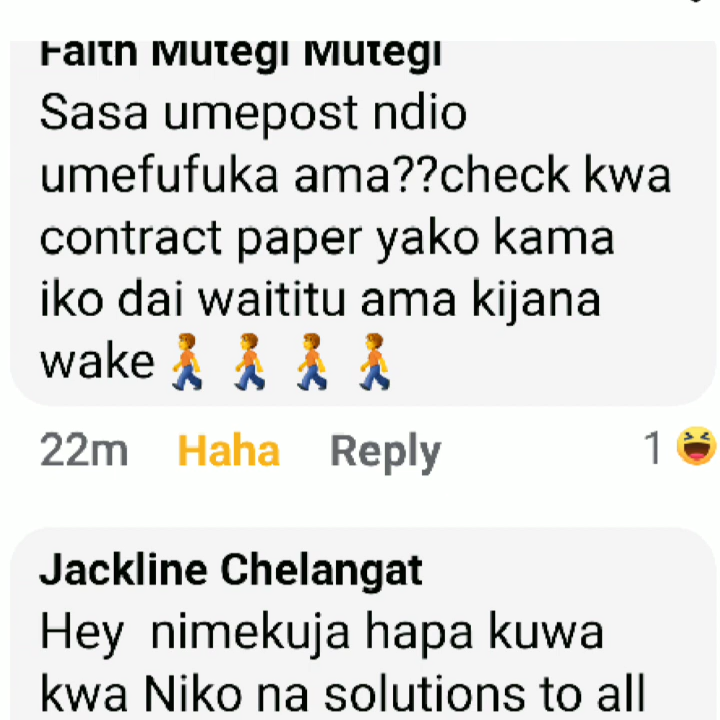 Faith Mutegi Mutegi
Sasa umepost ndio
umefufuka ama??check kwa
contract paper yako kama
iko dai waititu ama kijana
wake
22m Haha Reply 1
Jackline Chelangat
Hey nimekuja hapa kuwa
kwa Niko na solutions to all